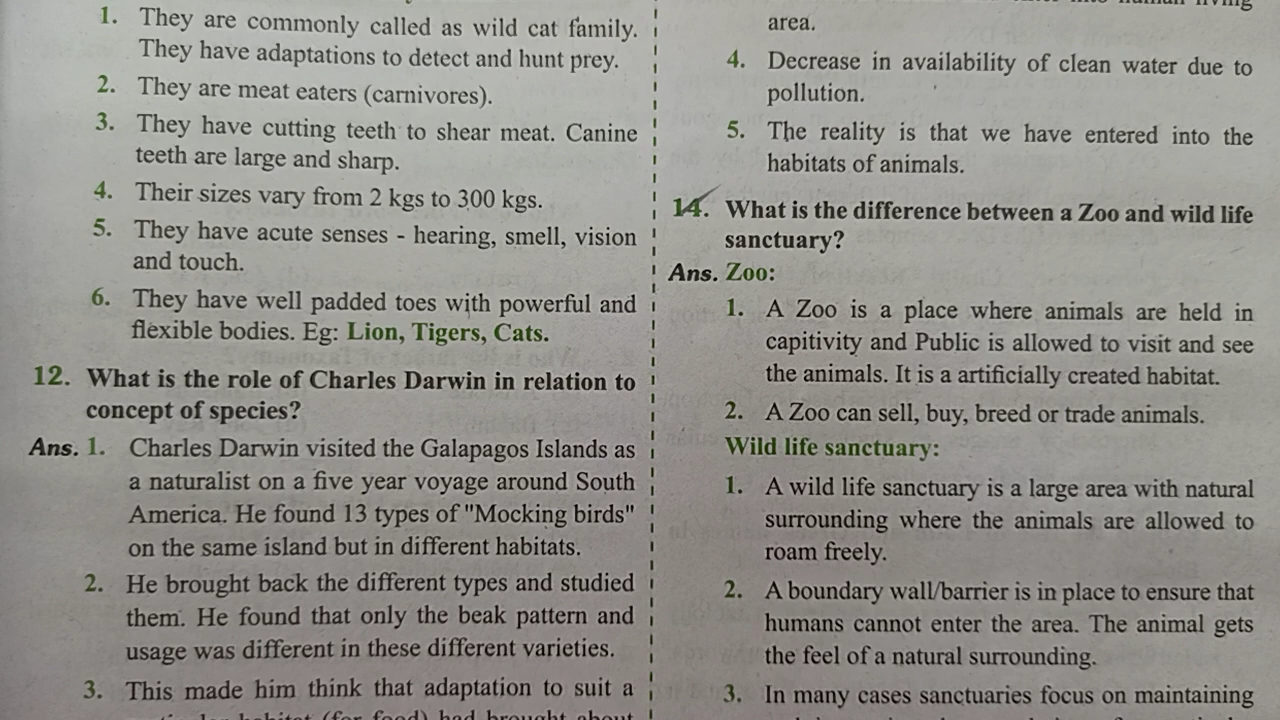 1. They are commonly called as wild cat family.
They have adaptations to detect and hunt prey.
2. They are meat eaters (carnivores).
3. They have cutting teeth to shear meat. Canine
teeth are large and sharp.
4. Their sizes vary from 2 kgs to 300 kgs.
5. They have acute senses - hearing, smell, vision
and touch.
6. They have well padded toes with powerful and
flexible bodies. Eg: Lion, Tigers, Cats.
12. What is the role of Charles Darwin in relation to
concept of species?
Ans. 1. Charles Darwin visited the Galapagos Islands as
a naturalist on a five year voyage around South
America. He found 13 types of "Mocking birds"
on the same island but in different habitats.
2. He brought back the different types and studied
them. He found that only the beak pattern and
usage was different in these different varieties.
3. This made him think that adaptation to suit a
habitat (for food) had brought about
human living
area.
4. Decrease in availability of clean water due to
pollution.
5. The reality is that we have entered into the
habitats of animals.
14. What is the difference between a Zoo and wild life
sanctuary?
Ans. Zoo:
1. A Zoo is a place where animals are held in
capitivity and Public is allowed to visit and see
the animals. It is a artificially created habitat.
2. A Zoo can sell, buy, breed or trade animals.
Wild life sanctuary:
1. A wild life sanctuary is a large area with natural
surrounding where the animals are allowed to
roam freely.
2. A boundary wall/barrier is in place to ensure that
humans cannot enter the area. The animal gets
the feel of a natural surrounding.
3. In many cases sanctuaries focus on maintaining